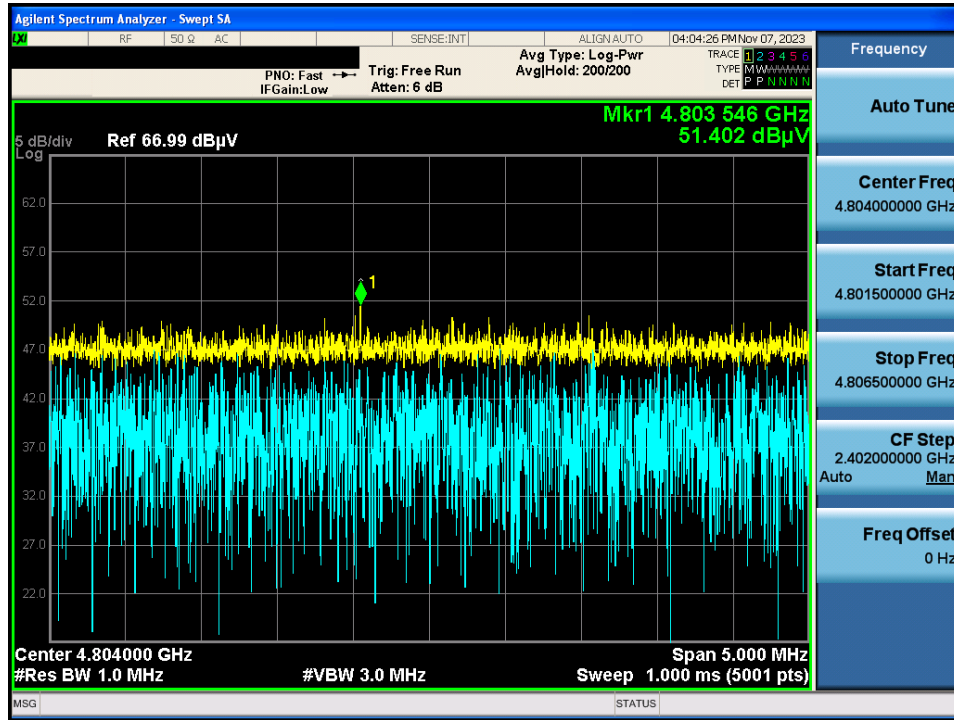 Agilent Spectrum Analyzer - Swept SA
LXI RF 50 Ω AC SENSE:INT ALIGN AUTO 04:04:26 PM Nov 07, 2023
Frequency
PNO: Fast Trig: Free Run Avg Type: Log-Pwr TRACE 1 2 3 4 5 6
IFGain:Low Atten: 6 dB Avg|Hold: 200/200 TYPE M W W W W W
DET P P N N N N
Mkr1 4.803 546 GHz
51.402 dBµV
5 dB/div Ref 66.99 dBµV
Log
62.0
57.0
1
52.0
47.0
42.0
37.0
32.0
27.0
22.0
Center 4.804000 GHz Span 5.000 MHz
#Res BW 1.0 MHz #VBW 3.0 MHz Sweep 1.000 ms (5001 pts)
MSG STATUS
Auto Tune
Center Freq
4.804000000 GHz
Start Freq
4.801500000 GHz
Stop Freq
4.806500000 GHz
CF Step
2.402000000 GHz
Auto Man
Freq Offset
0 Hz